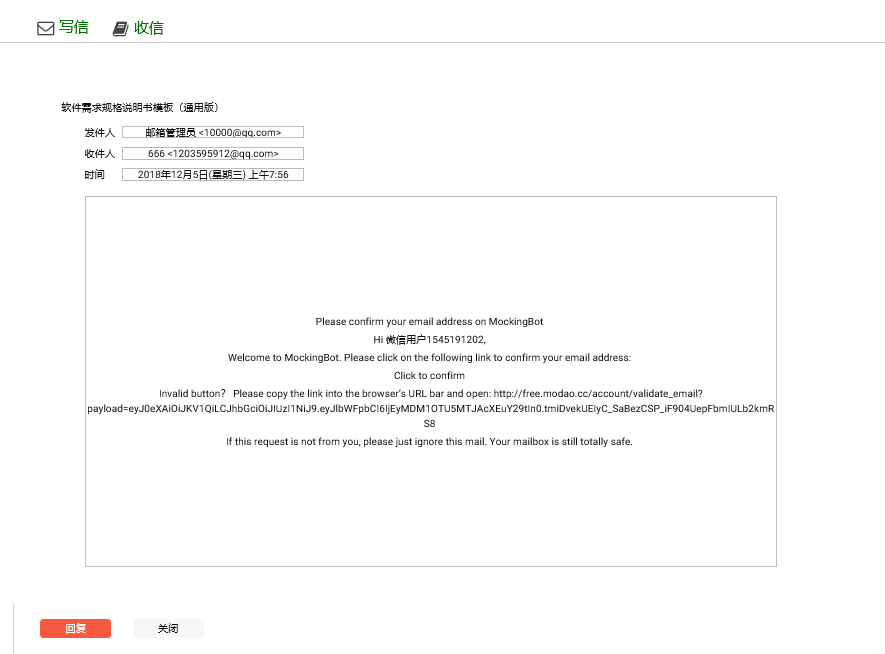 写信 收信
软件需求规格说明书模板（通用版）
发件人 邮箱管理员 <10000@qq.com>
收件人 666 <1203595912@qq.com>
时间 2018年12月5日(星期三) 上午7:56
Please confirm your email address on MockingBot
Hi 微信用户1545191202,
Welcome to MockingBot. Please click on the following link to confirm your email address:
Click to confirm
Invalid button? Please copy the link into the browser's URL bar and open: http://free.modao.cc/account/validate_email?
payload=eyJ0eXAiOiJKV1QiLCJhbGciOiJIUzI1NiJ9.eyJlbWFpbCI6IjEyMDM1OTU5MTJAcXEuY29tIn0.tmiDvekUEIyC_SaBezCSP_iF904UepFbmIULb2kmR
S8
If this request is not from you, please just ignore this mail. Your mailbox is still totally safe.
回复 关闭